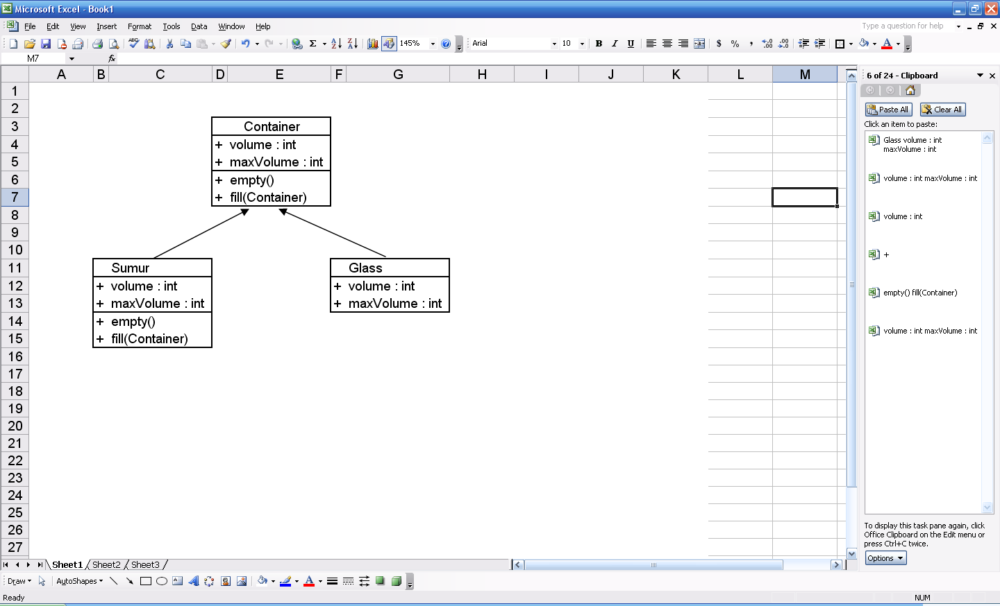 Microsoft Excel - Book1
File Edit View Insert Format Tools Data Window Help
Type a question for help
145%
Arial
10
B I U
$ % ,
M7
fx
A B C D E F G H I J K L M
1
2
3
4
5
6
7
8
9
10
11
12
13
14
15
16
17
18
19
20
21
22
23
24
25
26
27
Container
+ volume : int
+ maxVolume : int
+ empty()
+ fill(Container)
Sumur
+ volume : int
+ maxVolume : int
+ empty()
+ fill(Container)
Glass
+ volume : int
+ maxVolume : int
6 of 24 - Clipboard
Paste All Clear All
Click an item to paste:
Glass volume : int
maxVolume : int
volume : int maxVolume : int
volume : int
+
empty() fill(Container)
volume : int maxVolume : int
To display this task pane again, click
Office Clipboard on the Edit menu or
press Ctrl+C twice.
Options
Sheet1 Sheet2 Sheet3
Draw AutoShapes
Ready
NUM